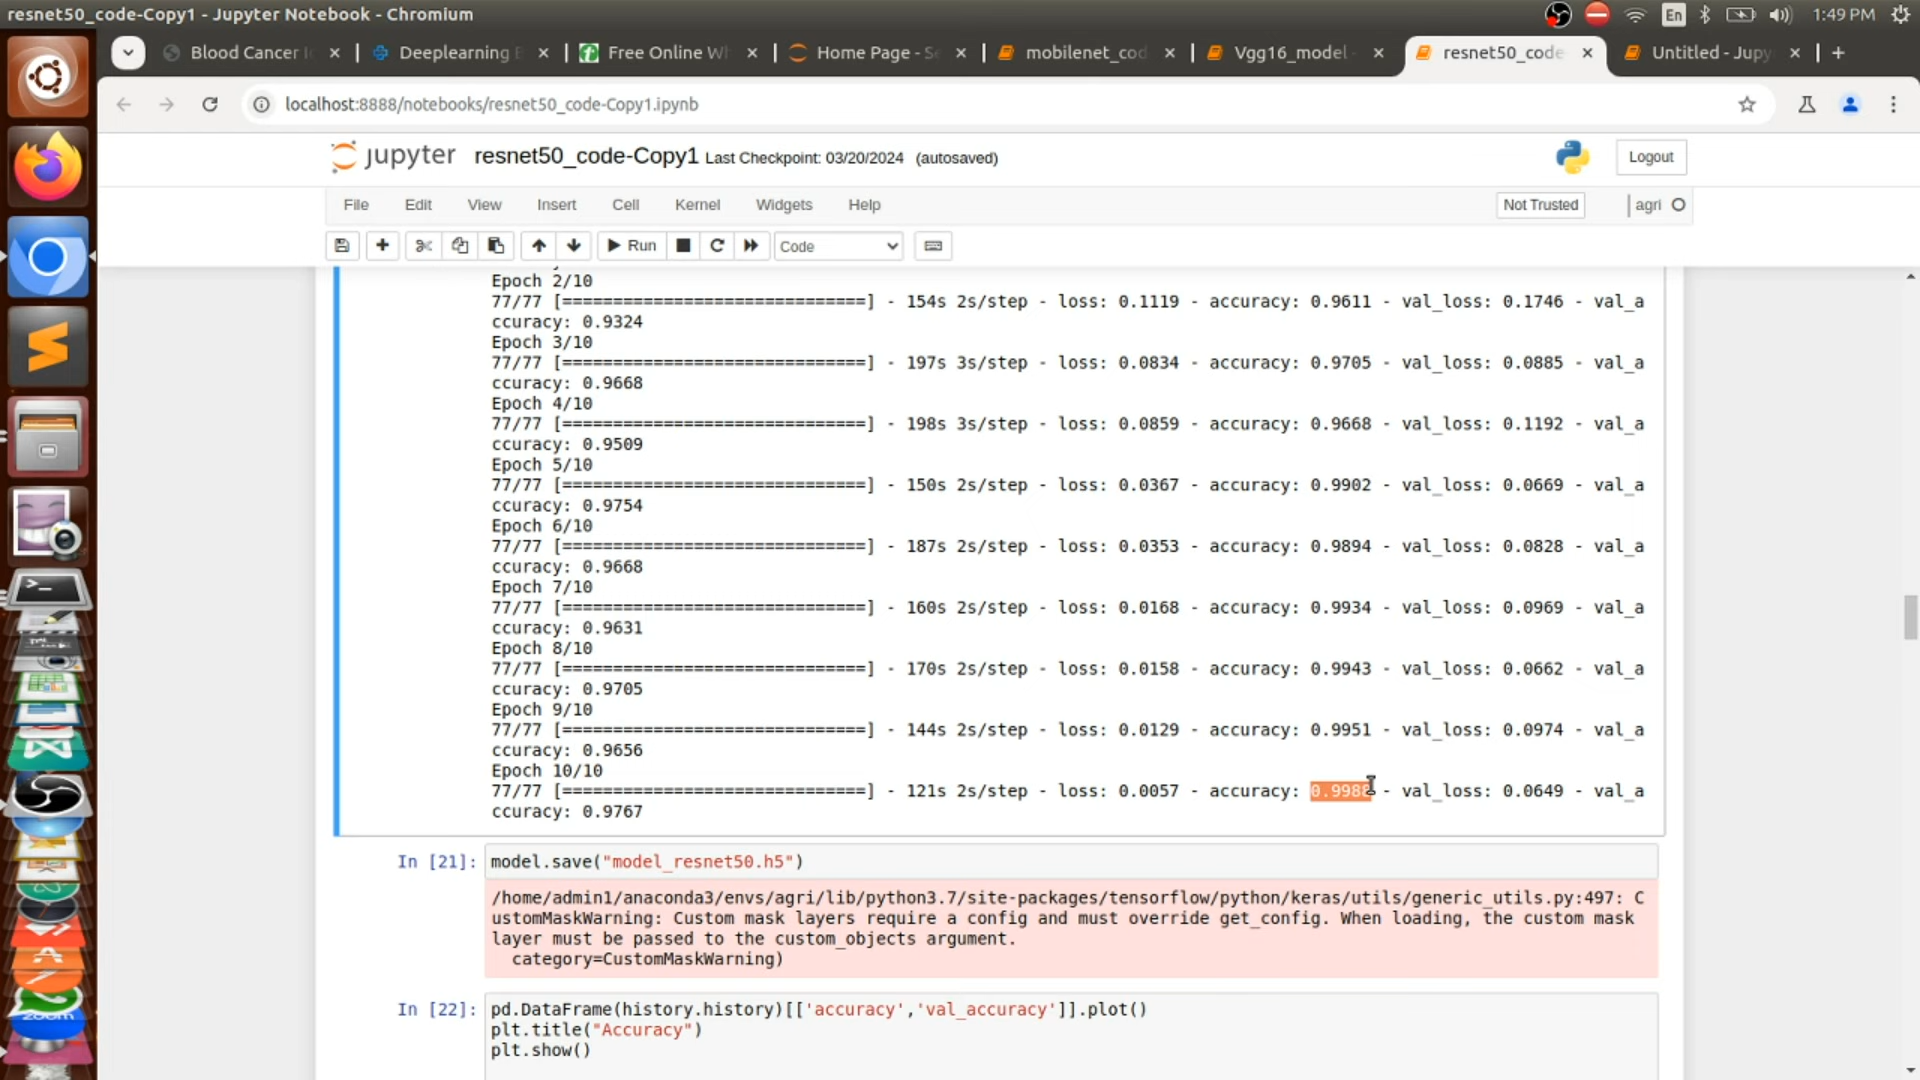 resnet50_code-Copy1 - Jupyter Notebook - Chromium
En
1:49 PM
Blood Cancer
Deeplearning
Free Online
Home Page - Se
mobilenet_cod
Vgg16_model
resnet50_code
Untitled - Jupy
localhost:8888/notebooks/resnet50_code-Copy1.ipynb
jupyter resnet50_code-Copy1 Last Checkpoint: 03/20/2024 (autosaved)
Logout
File Edit View Insert Cell Kernel Widgets Help
Not Trusted
agri
Run
Code
Epoch 2/10
77/77 [==============================] - 154s 2s/step - loss: 0.1119 - accuracy: 0.9611 - val_loss: 0.1746 - val_a
ccuracy: 0.9324
Epoch 3/10
77/77 [==============================] - 197s 3s/step - loss: 0.0834 - accuracy: 0.9705 - val_loss: 0.0885 - val_a
ccuracy: 0.9668
Epoch 4/10
77/77 [==============================] - 198s 3s/step - loss: 0.0859 - accuracy: 0.9668 - val_loss: 0.1192 - val_a
ccuracy: 0.9509
Epoch 5/10
77/77 [==============================] - 150s 2s/step - loss: 0.0367 - accuracy: 0.9902 - val_loss: 0.0669 - val_a
ccuracy: 0.9754
Epoch 6/10
77/77 [==============================] - 187s 2s/step - loss: 0.0353 - accuracy: 0.9894 - val_loss: 0.0828 - val_a
ccuracy: 0.9668
Epoch 7/10
77/77 [==============================] - 160s 2s/step - loss: 0.0168 - accuracy: 0.9934 - val_loss: 0.0969 - val_a
ccuracy: 0.9631
Epoch 8/10
77/77 [==============================] - 170s 2s/step - loss: 0.0158 - accuracy: 0.9943 - val_loss: 0.0662 - val_a
ccuracy: 0.9705
Epoch 9/10
77/77 [==============================] - 144s 2s/step - loss: 0.0129 - accuracy: 0.9951 - val_loss: 0.0974 - val_a
ccuracy: 0.9656
Epoch 10/10
77/77 [==============================] - 121s 2s/step - loss: 0.0057 - accuracy: 0.9988 - val_loss: 0.0649 - val_a
ccuracy: 0.9767
In [21]: model.save("model_resnet50.h5")
/home/admin1/anaconda3/envs/agri/lib/python3.7/site-packages/tensorflow/python/keras/utils/generic_utils.py:497: C
ustomMaskWarning: Custom mask layers require a config and must override get_config. When loading, the custom mask
layer must be passed to the custom_objects argument.
category=CustomMaskWarning)
In [22]: pd.DataFrame(history.history)[['accuracy','val_accuracy']].plot()
plt.title("Accuracy")
plt.show()
zoom